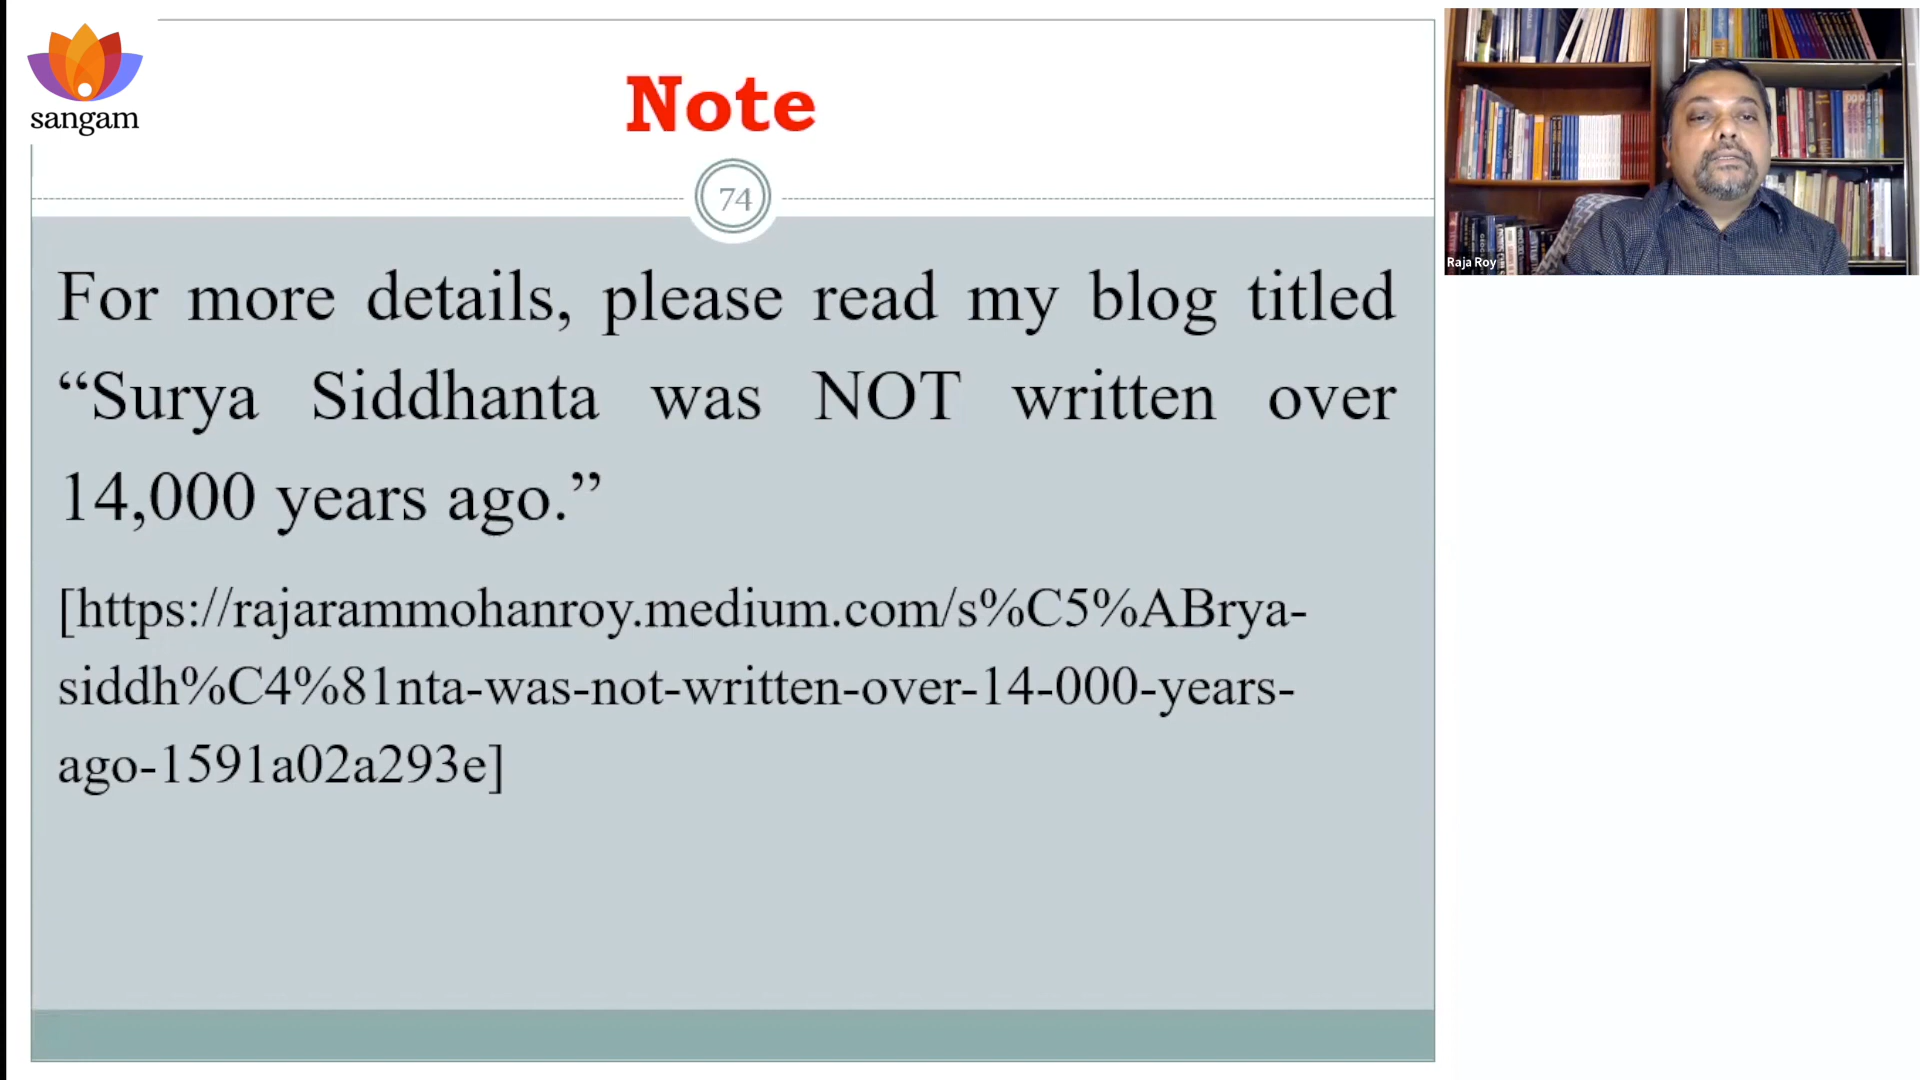 sangam
Note
74
For more details, please read my blog titled
“Surya Siddhanta was NOT written over
14,000 years ago.”
[https://rajarammohanroy.medium.com/s%C5%ABrya-
siddh%C4%81nta-was-not-written-over-14-000-years-
ago-1591a02a293e]
Raja Roy